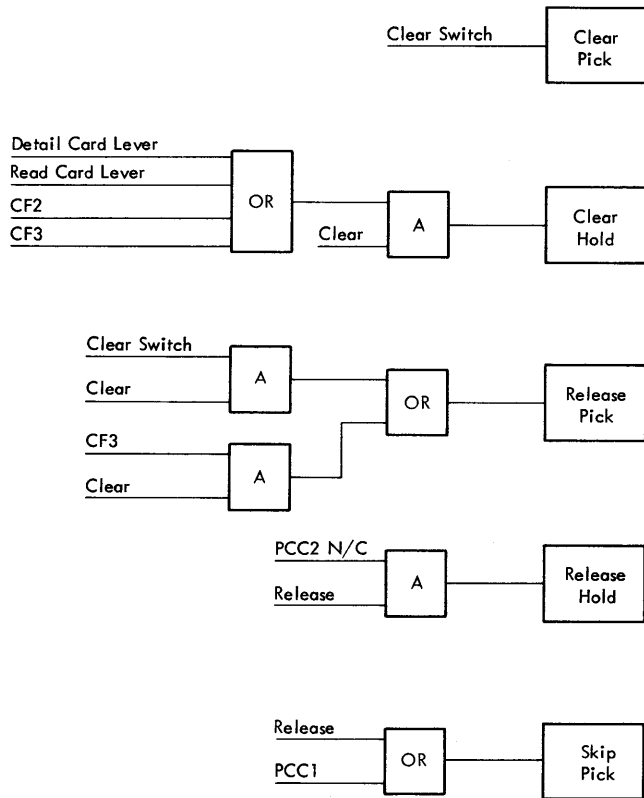 Clear Switch
Clear
Pick
Detail Card Lever
Read Card Lever
CF2
CF3
OR
Clear
A
Clear
Hold
Clear Switch
Clear
A
CF3
Clear
A
OR
Release
Pick
PCC2 N/C
Release
A
Release
Hold
Release
PCC1
OR
Skip
Pick